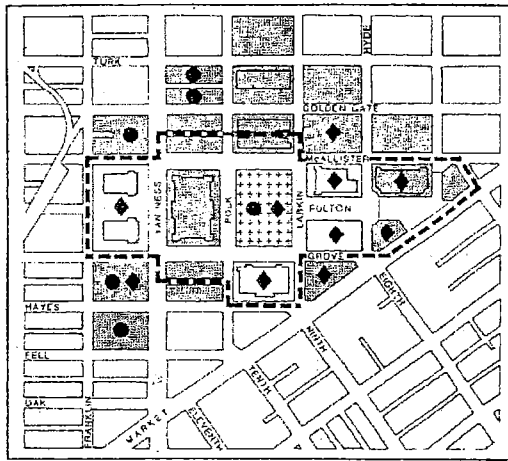 HYDE
TURK
GOLDEN GATE
McALLISTER
VAN NESS
POLK
LARKIN
FULTON
GROVE
EIGHTH
HAYES
NINTH
FELL
TENTH
OAK
FRANKLIN
MARKET
ELEVENTH